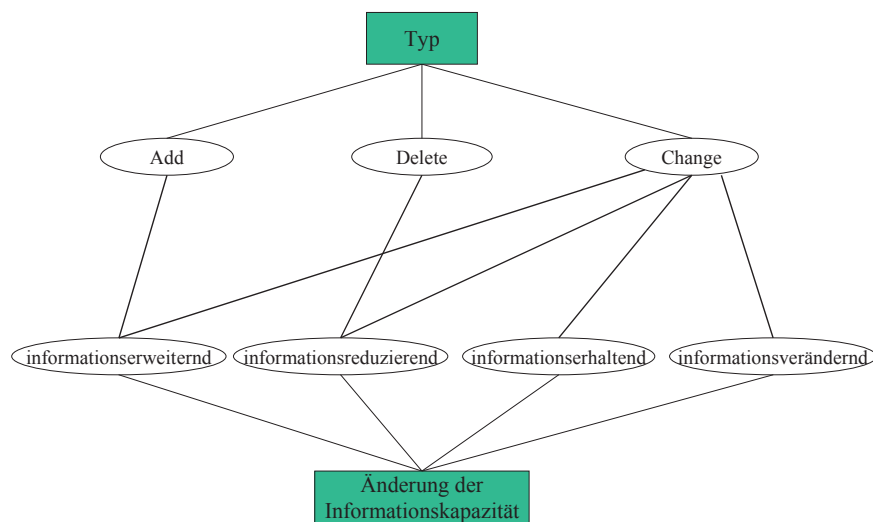 Typ
Add
Delete
Change
informationserweiternd
informationsreduzierend
informationserhaltend
informationsverändernd
Änderung der
Informationskapazität